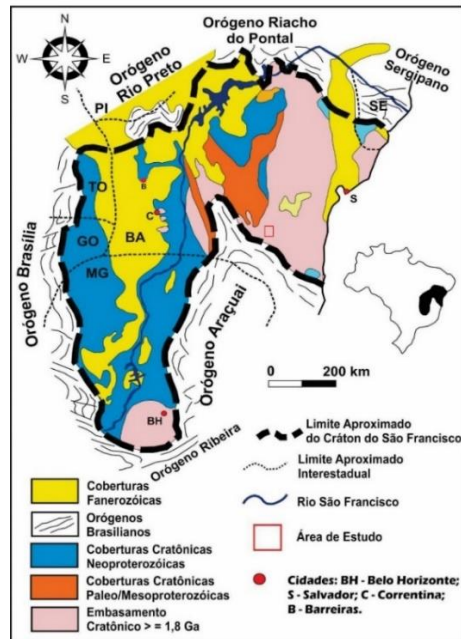 Orógeno Riacho
do Pontal
Orógeno
Sergipano
Orógeno
Rio Preto
N
W
E
S
PI
SE
TO
B
C
S
GO
BA
MG
Orógeno Brasília
Orógeno Araçuaí
0
200 km
BH
Orógeno Ribeira
Limite Aproximado
do Cráton do São Francisco
Limite Aproximado
Interestadual
Rio São Francisco
Área de Estudo
Cidades: BH - Belo Horizonte;
S - Salvador; C - Correntina;
B - Barreiras.
Coberturas
Fanerozóicas
Orógenos
Brasilianos
Coberturas Cratônicas
Neoproterozóicas
Coberturas Cratônicas
Paleo/Mesoproterozóicas
Embasamento
Cratônico > = 1,8 Ga